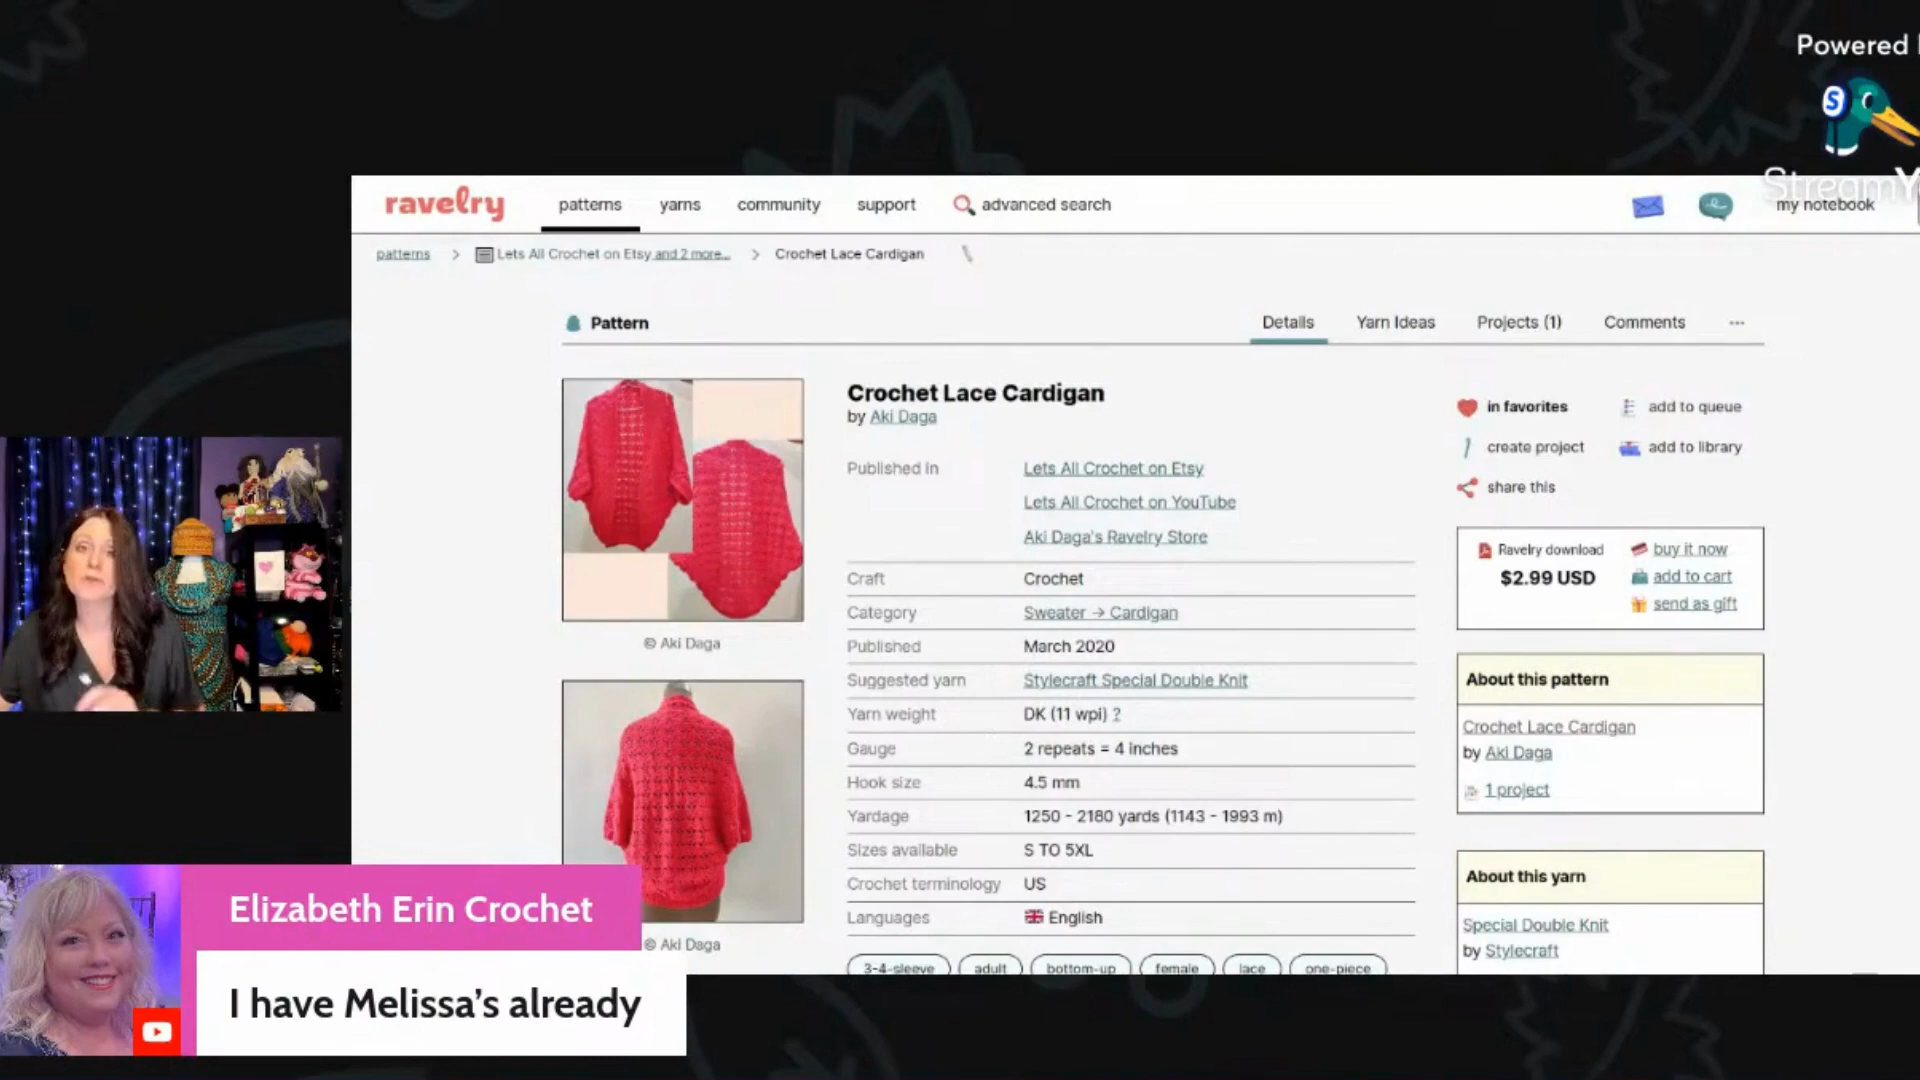 Powered
StreamY
ravelry patterns yarns community support advanced search my notebook
patterns > Lets All Crochet on Etsy and 2 more... > Crochet Lace Cardigan
Pattern Details Yarn Ideas Projects (1) Comments ...
Crochet Lace Cardigan
by Aki Daga
Published in Lets All Crochet on Etsy
Lets All Crochet on YouTube
Aki Daga's Ravelry Store
Craft Crochet
Category Sweater → Cardigan
Published March 2020
Suggested yarn Stylecraft Special Double Knit
Yarn weight DK (11 wpi) ?
Gauge 2 repeats = 4 inches
Hook size 4.5 mm
Yardage 1250 - 2180 yards (1143 - 1993 m)
Sizes available S TO 5XL
Crochet terminology US
Languages English
3-4-sleeve adult bottom-up female lace one-piece
© Aki Daga
© Aki Daga
in favorites add to queue
create project add to library
share this
Ravelry download buy it now
$2.99 USD add to cart
send as gift
About this pattern
Crochet Lace Cardigan
by Aki Daga
1 project
About this yarn
Special Double Knit
by Stylecraft
Elizabeth Erin Crochet
I have Melissa's already